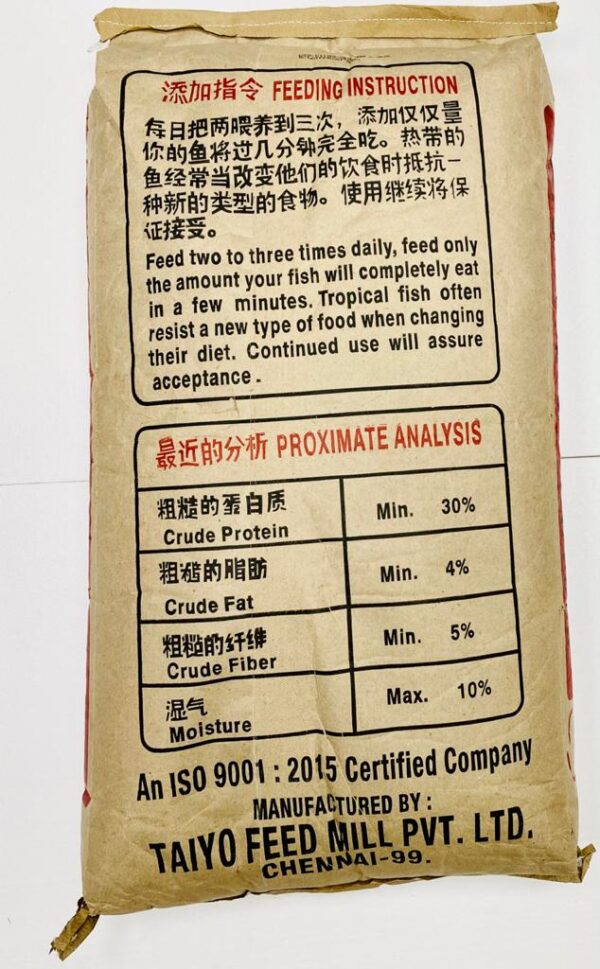 添加指令 FEEDING INSTRUCTION
每日把两喂养到三次，添加仅仅量
你的鱼将过几分钟完全吃。热带的
鱼经常当改变他们的饮食时抵抗一
种新的类型的食物。使用继续将保
证接受。
Feed two to three times daily, feed only
the amount your fish will completely eat
in a few minutes. Tropical fish often
resist a new type of food when changing
their diet. Continued use will assure
acceptance.
最近的分析 PROXIMATE ANALYSIS
粗糙的蛋白质
Crude Protein
Min. 30%
粗糙的脂肪
Crude Fat
Min. 4%
粗糙的纤维
Crude Fiber
Min. 5%
湿气
Moisture
Max. 10%
An ISO 9001 : 2015 Certified Company
MANUFACTURED BY :
TAIYO FEED MILL PVT. LTD.
CHENNAI-99.